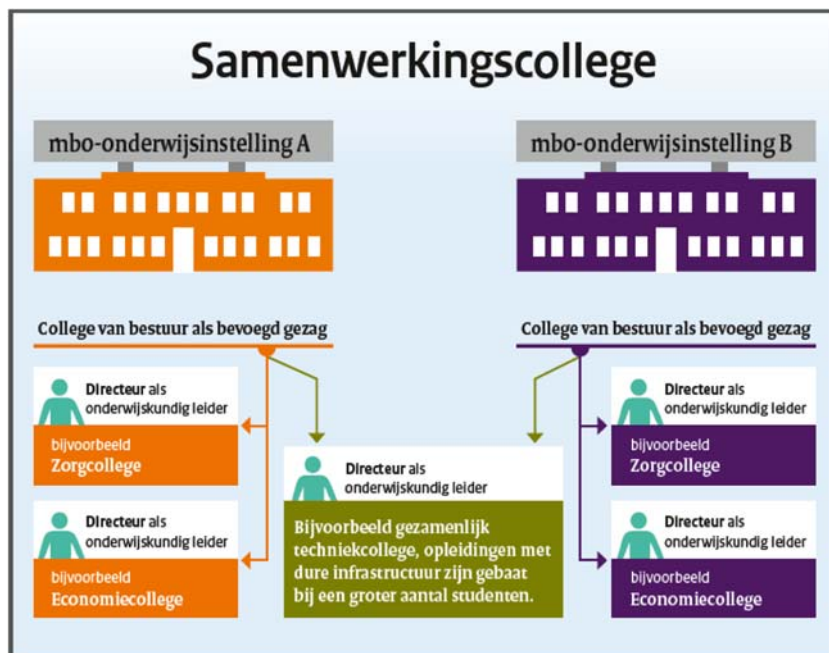 Samenwerkingscollege
mbo-onderwijsinstelling A
mbo-onderwijsinstelling B
College van bestuur als bevoegd gezag
College van bestuur als bevoegd gezag
Directeur als
onderwijskundig leider
bijvoorbeeld
Zorgcollege
Directeur als
onderwijskundig leider
bijvoorbeeld
Zorgcollege
Directeur als
onderwijskundig leider
Bijvoorbeeld gezamenlijk
techniekcollege, opleidingen met
dure infrastructuur zijn gebaat
bij een groter aantal studenten.
Directeur als
onderwijskundig leider
bijvoorbeeld
Economiecollege
Directeur als
onderwijskundig leider
bijvoorbeeld
Economiecollege